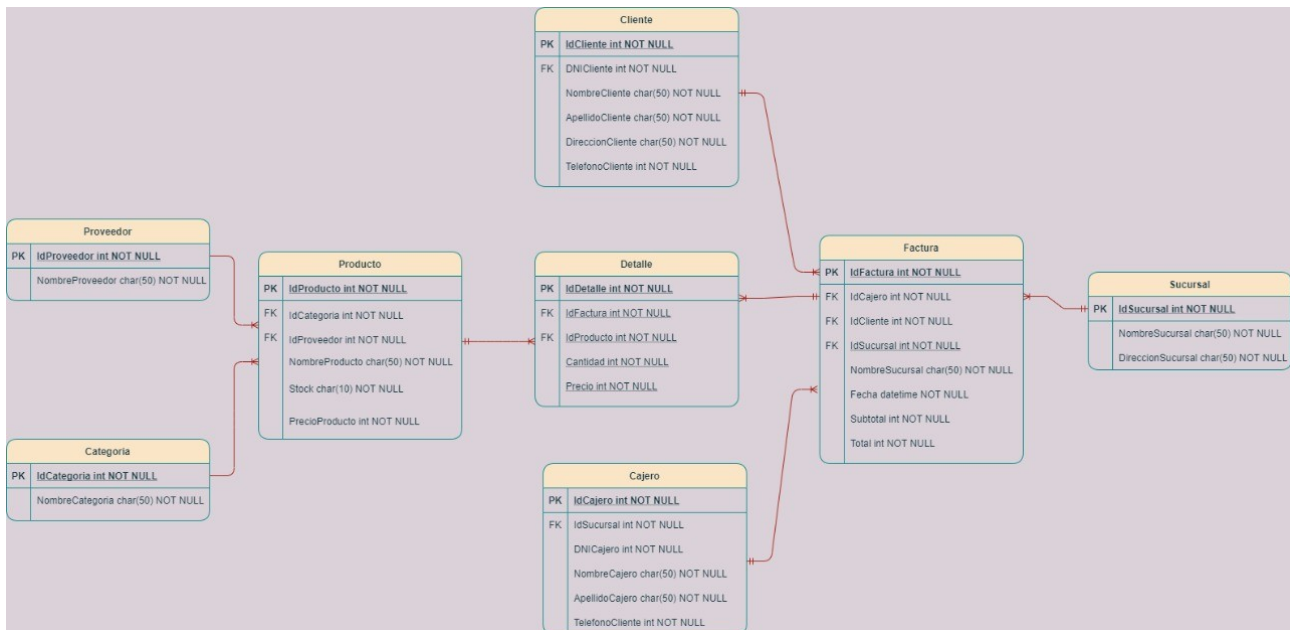 Cliente
PK IdCliente int NOT NULL
FK DNICliente int NOT NULL
NombreCliente char(50) NOT NULL
ApellidoCliente char(50) NOT NULL
DireccionCliente char(50) NOT NULL
TelefonoCliente int NOT NULL
Proveedor
PK IdProveedor int NOT NULL
NombreProveedor char(50) NOT NULL
Producto
PK IdProducto int NOT NULL
FK IdCategoria int NOT NULL
FK IdProveedor int NOT NULL
NombreProducto char(50) NOT NULL
Stock char(10) NOT NULL
PrecioProducto int NOT NULL
Detalle
PK IdDetalle int NOT NULL
FK IdFactura int NOT NULL
FK IdProducto int NOT NULL
Cantidad int NOT NULL
Precio int NOT NULL
Factura
PK IdFactura int NOT NULL
FK IdCajero int NOT NULL
FK IdCliente int NOT NULL
FK IdSucursal int NOT NULL
NombreSucursal char(50) NOT NULL
Fecha datetime NOT NULL
Subtotal int NOT NULL
Total int NOT NULL
Sucursal
PK IdSucursal int NOT NULL
NombreSucursal char(50) NOT NULL
DireccionSucursal char(50) NOT NULL
Categoria
PK IdCategoria int NOT NULL
NombreCategoria char(50) NOT NULL
Cajero
PK IdCajero int NOT NULL
FK IdSucursal int NOT NULL
DNICajero int NOT NULL
NombreCajero char(50) NOT NULL
ApellidoCajero char(50) NOT NULL
TelefonoCliente int NOT NULL